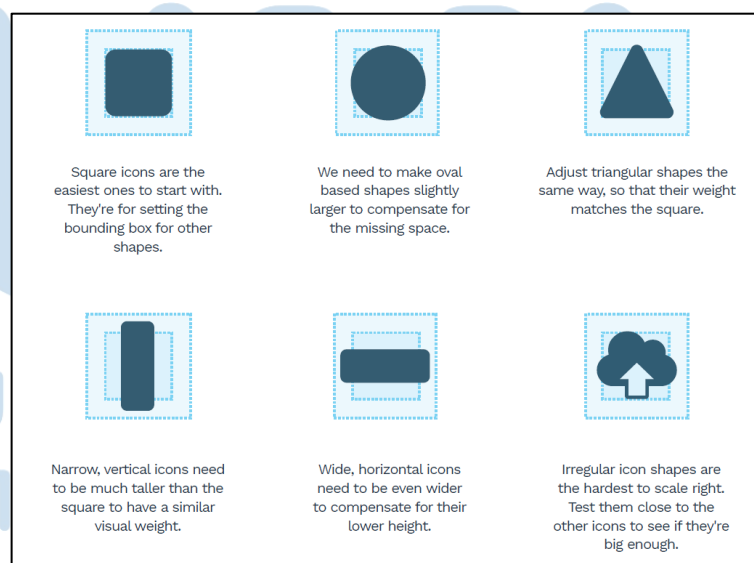 Square icons are the
easiest ones to start with.
They're for setting the
bounding box for other
shapes.
We need to make oval
based shapes slightly
larger to compensate for
the missing space.
Adjust triangular shapes the
same way, so that their weight
matches the square.
Narrow, vertical icons need
to be much taller than the
square to have a similar
visual weight.
Wide, horizontal icons
need to be even wider
to compensate for their
lower height.
Irregular icon shapes are
the hardest to scale right.
Test them close to the
other icons to see if they're
big enough.